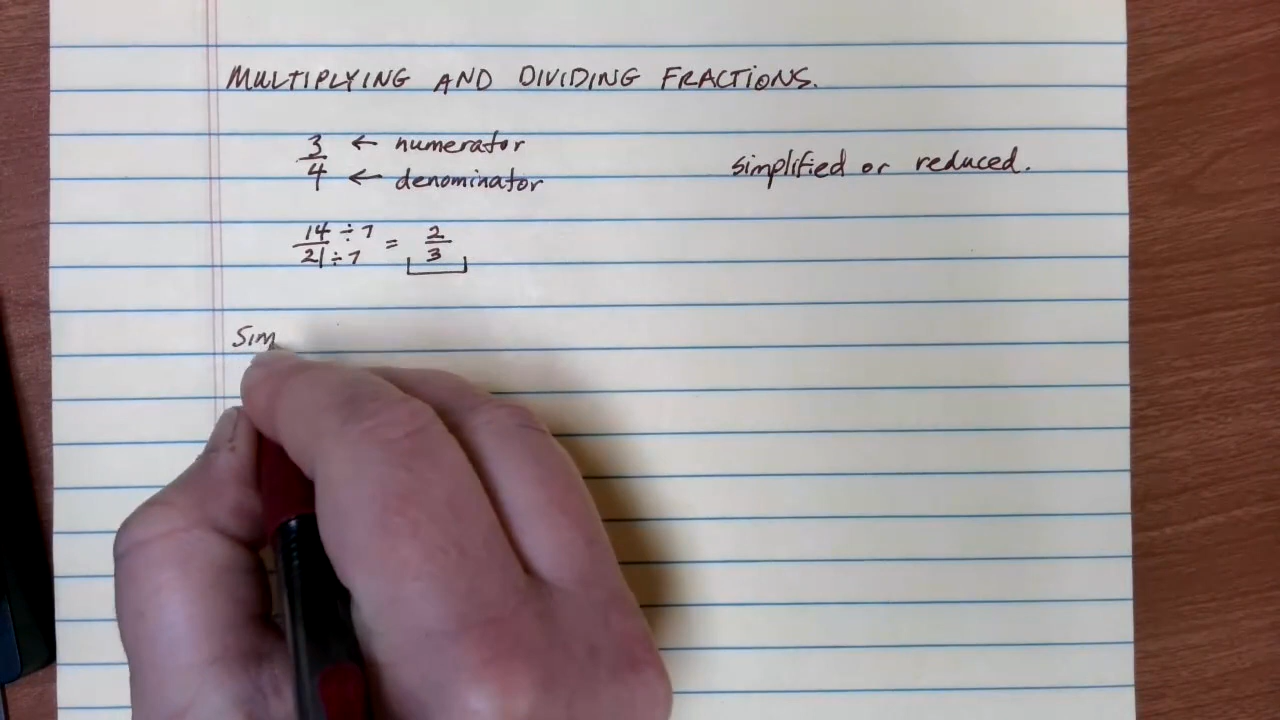 MULTIPLYING AND DIVIDING FRACTIONS.
3 ← numerator
4 ← denominator
simplified or reduced.
14 ÷ 7 = 2
21 ÷ 7 3
Sim